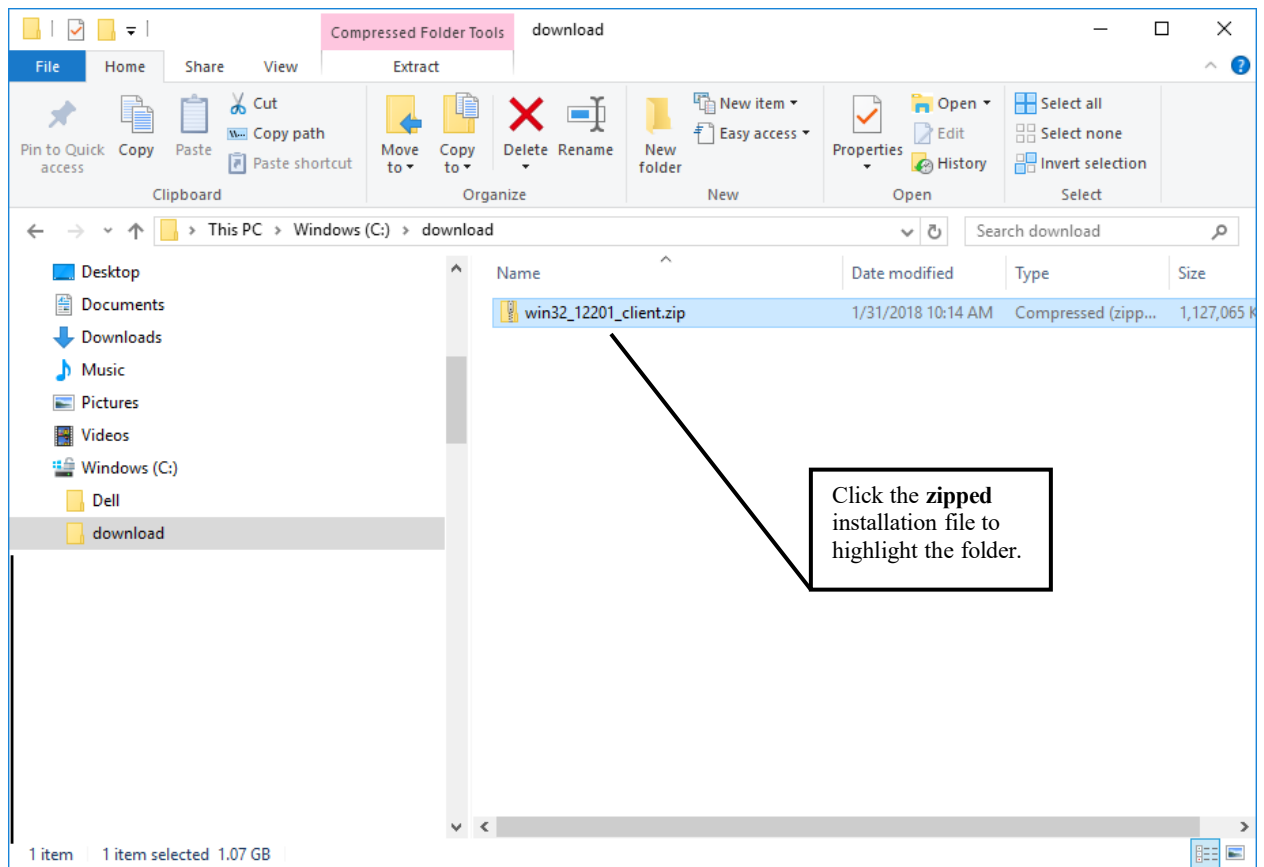 Compressed Folder Tools download
File Home Share View Extract
Pin to Quick access
Copy
Paste
Cut
Copy path
Paste shortcut
Clipboard
Move to
Copy to
Delete
Rename
Organize
New folder
New item
Easy access
New
Properties
Open
Edit
History
Open
Select all
Select none
Invert selection
Select
This PC > Windows (C:) > download
Search download
Desktop
Documents
Downloads
Music
Pictures
Videos
Windows (C:)
Dell
download
Name Date modified Type Size
win32_12201_client.zip 1/31/2018 10:14 AM Compressed (zipp... 1,127,065 K
Click the zipped
installation file to
highlight the folder.
1 item 1 item selected 1.07 GB